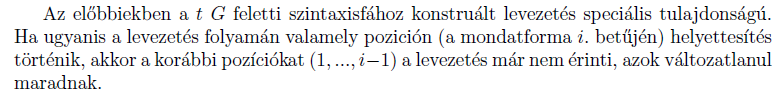 Az előbbiekben a t G feletti szintaxisfához konstruált levezetés speciális tulajdonságú.
Ha ugyanis a levezetés folyamán valamely pozición (a mondatforma i. betűjén) helyettesítés
történik, akkor a korábbi pozíciókat (1, ..., i−1) a levezetés már nem érinti, azok változatlanul
maradnak.